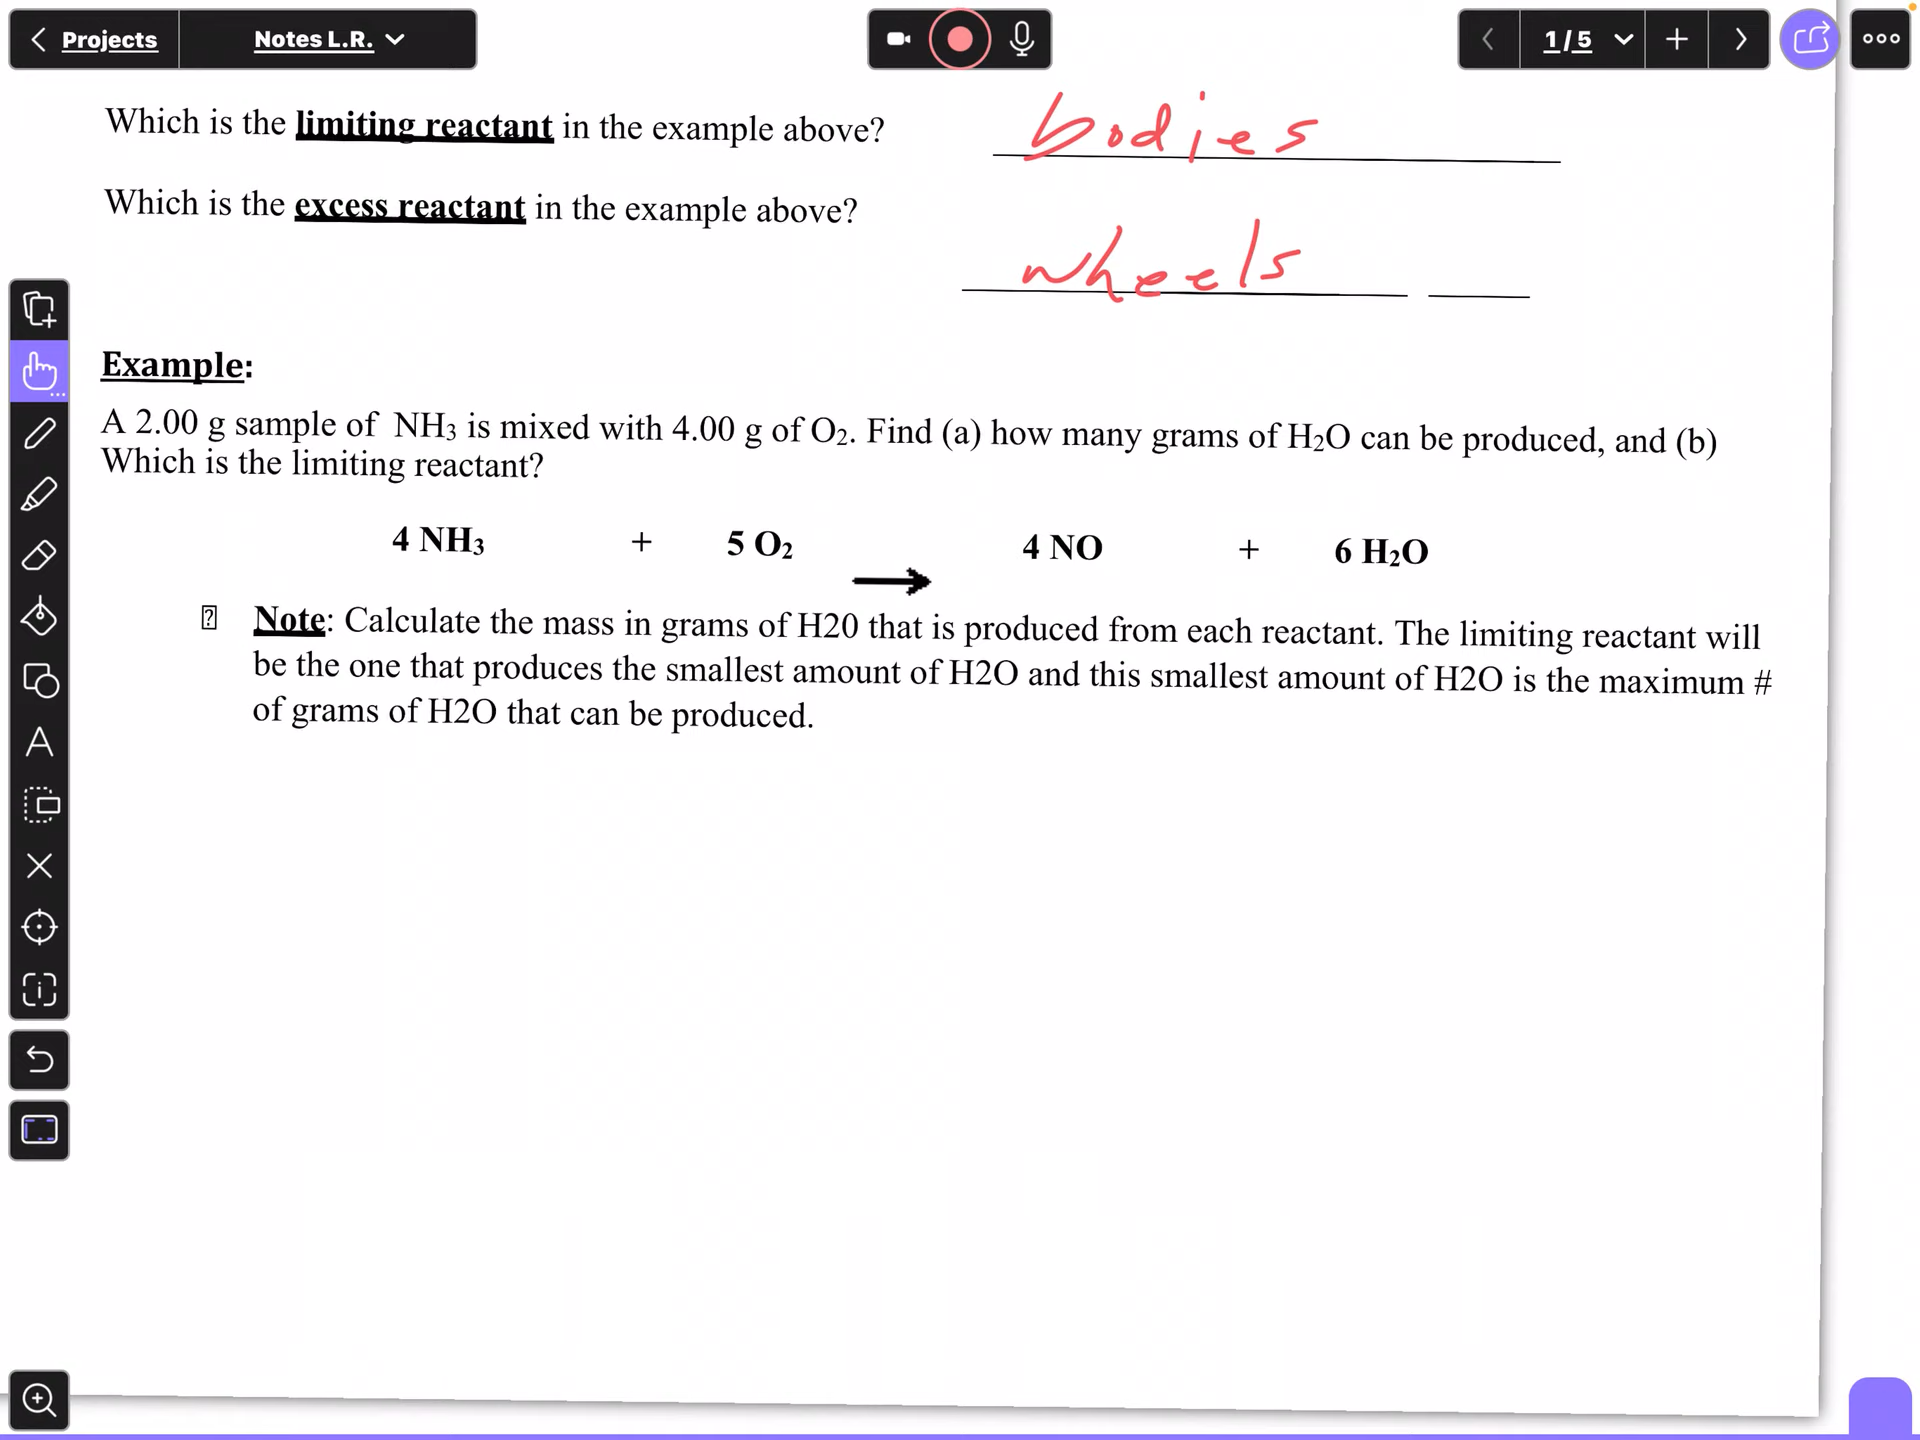 Projects
Notes L.R.
1/5
Which is the limiting reactant in the example above?
bodies
Which is the excess reactant in the example above?
wheels
Example:
A 2.00 g sample of NH3 is mixed with 4.00 g of O2. Find (a) how many grams of H2O can be produced, and (b)
Which is the limiting reactant?
4 NH3 + 5 O2 → 4 NO + 6 H2O
Note: Calculate the mass in grams of H20 that is produced from each reactant. The limiting reactant will
be the one that produces the smallest amount of H2O and this smallest amount of H2O is the maximum #
of grams of H2O that can be produced.